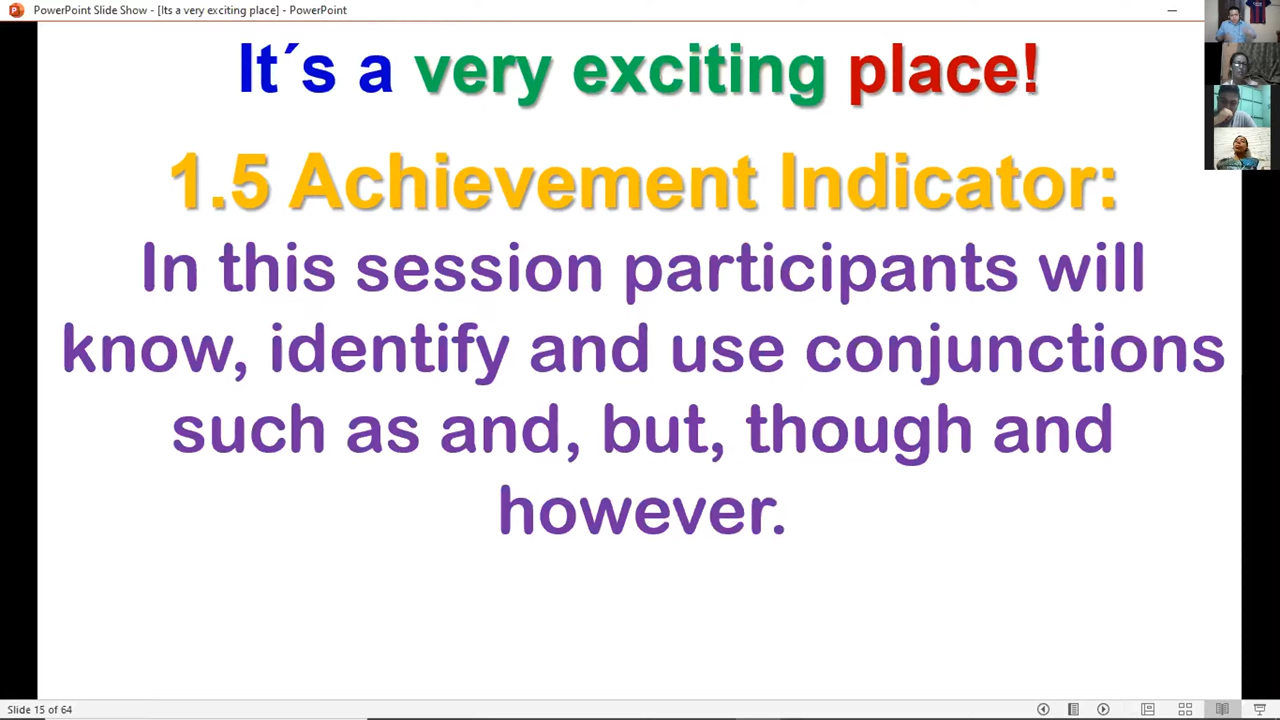 PowerPoint Slide Show - [Its a very exciting place] - PowerPoint
It´s a very exciting place!
1.5 Achievement Indicator:
In this session participants will
know, identify and use conjunctions
such as and, but, though and
however.
Slide 15 of 64